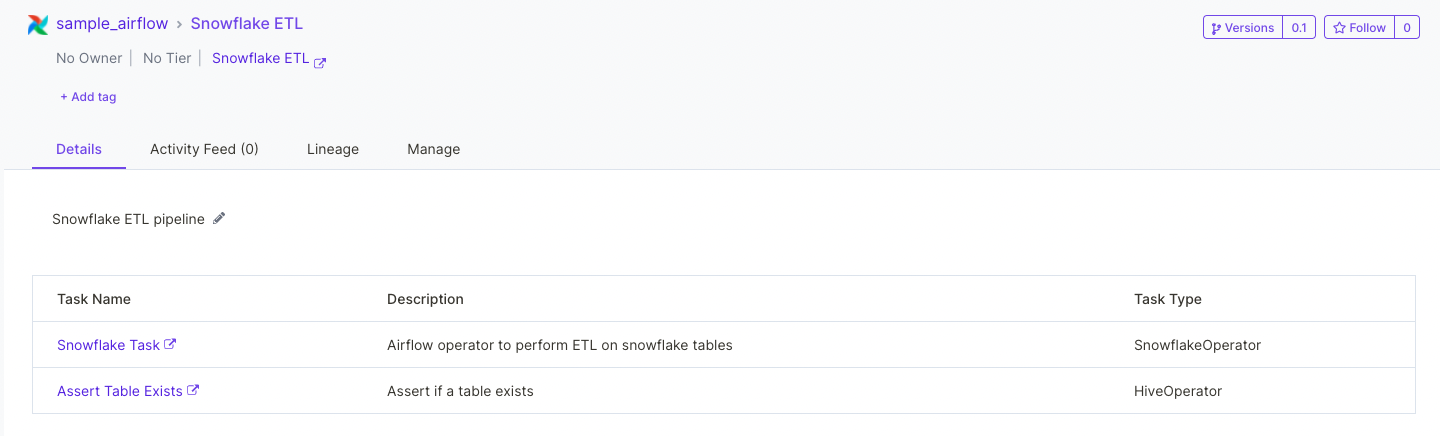 sample_airflow > Snowflake ETL
Versions 0.1 Follow 0
No Owner | No Tier | Snowflake ETL
+ Add tag
Details Activity Feed (0) Lineage Manage
Snowflake ETL pipeline
Task Name Description Task Type
Snowflake Task Airflow operator to perform ETL on snowflake tables SnowflakeOperator
Assert Table Exists Assert if a table exists HiveOperator